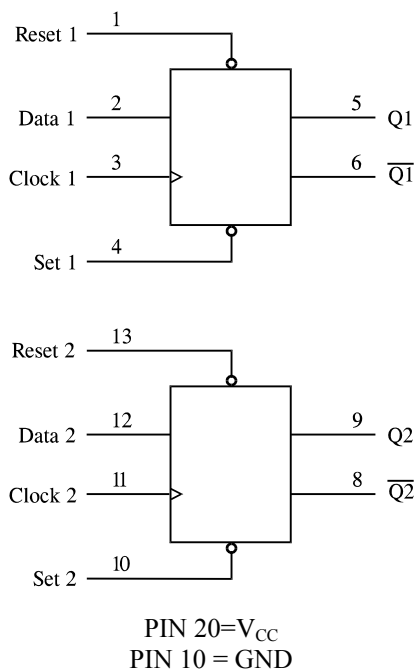 Reset 1 1
Data 1 2 5 Q1
Clock 1 3 6 Q1
Set 1 4
Reset 2 13
Data 2 12 9 Q2
Clock 2 11 8 Q2
Set 2 10
PIN 20=VCC
PIN 10 = GND